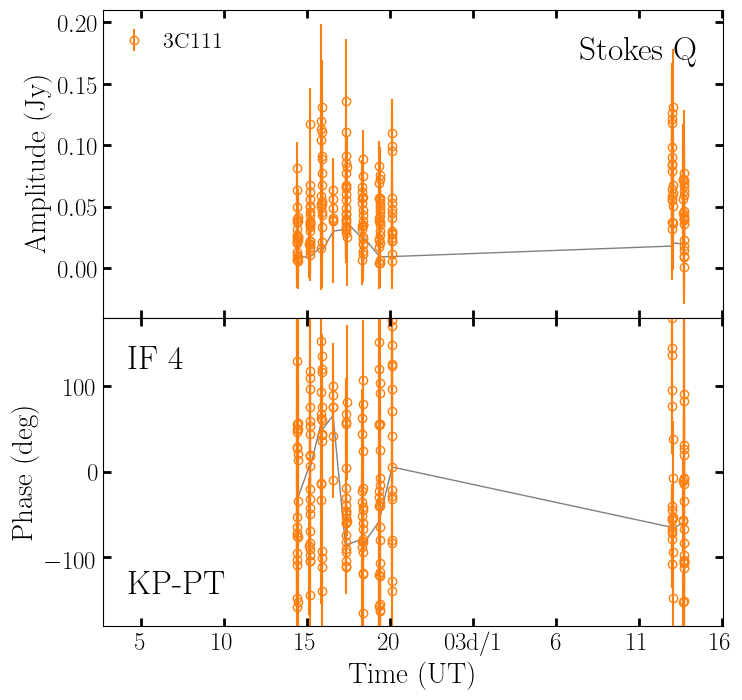 0.20
3C111
Stokes Q
0.15
0.10
0.05
0.00
Amplitude (Jy)
IF 4
100
0
−100
Phase (deg)
KP-PT
5 10 15 20 03d/1 6 11 16
Time (UT)